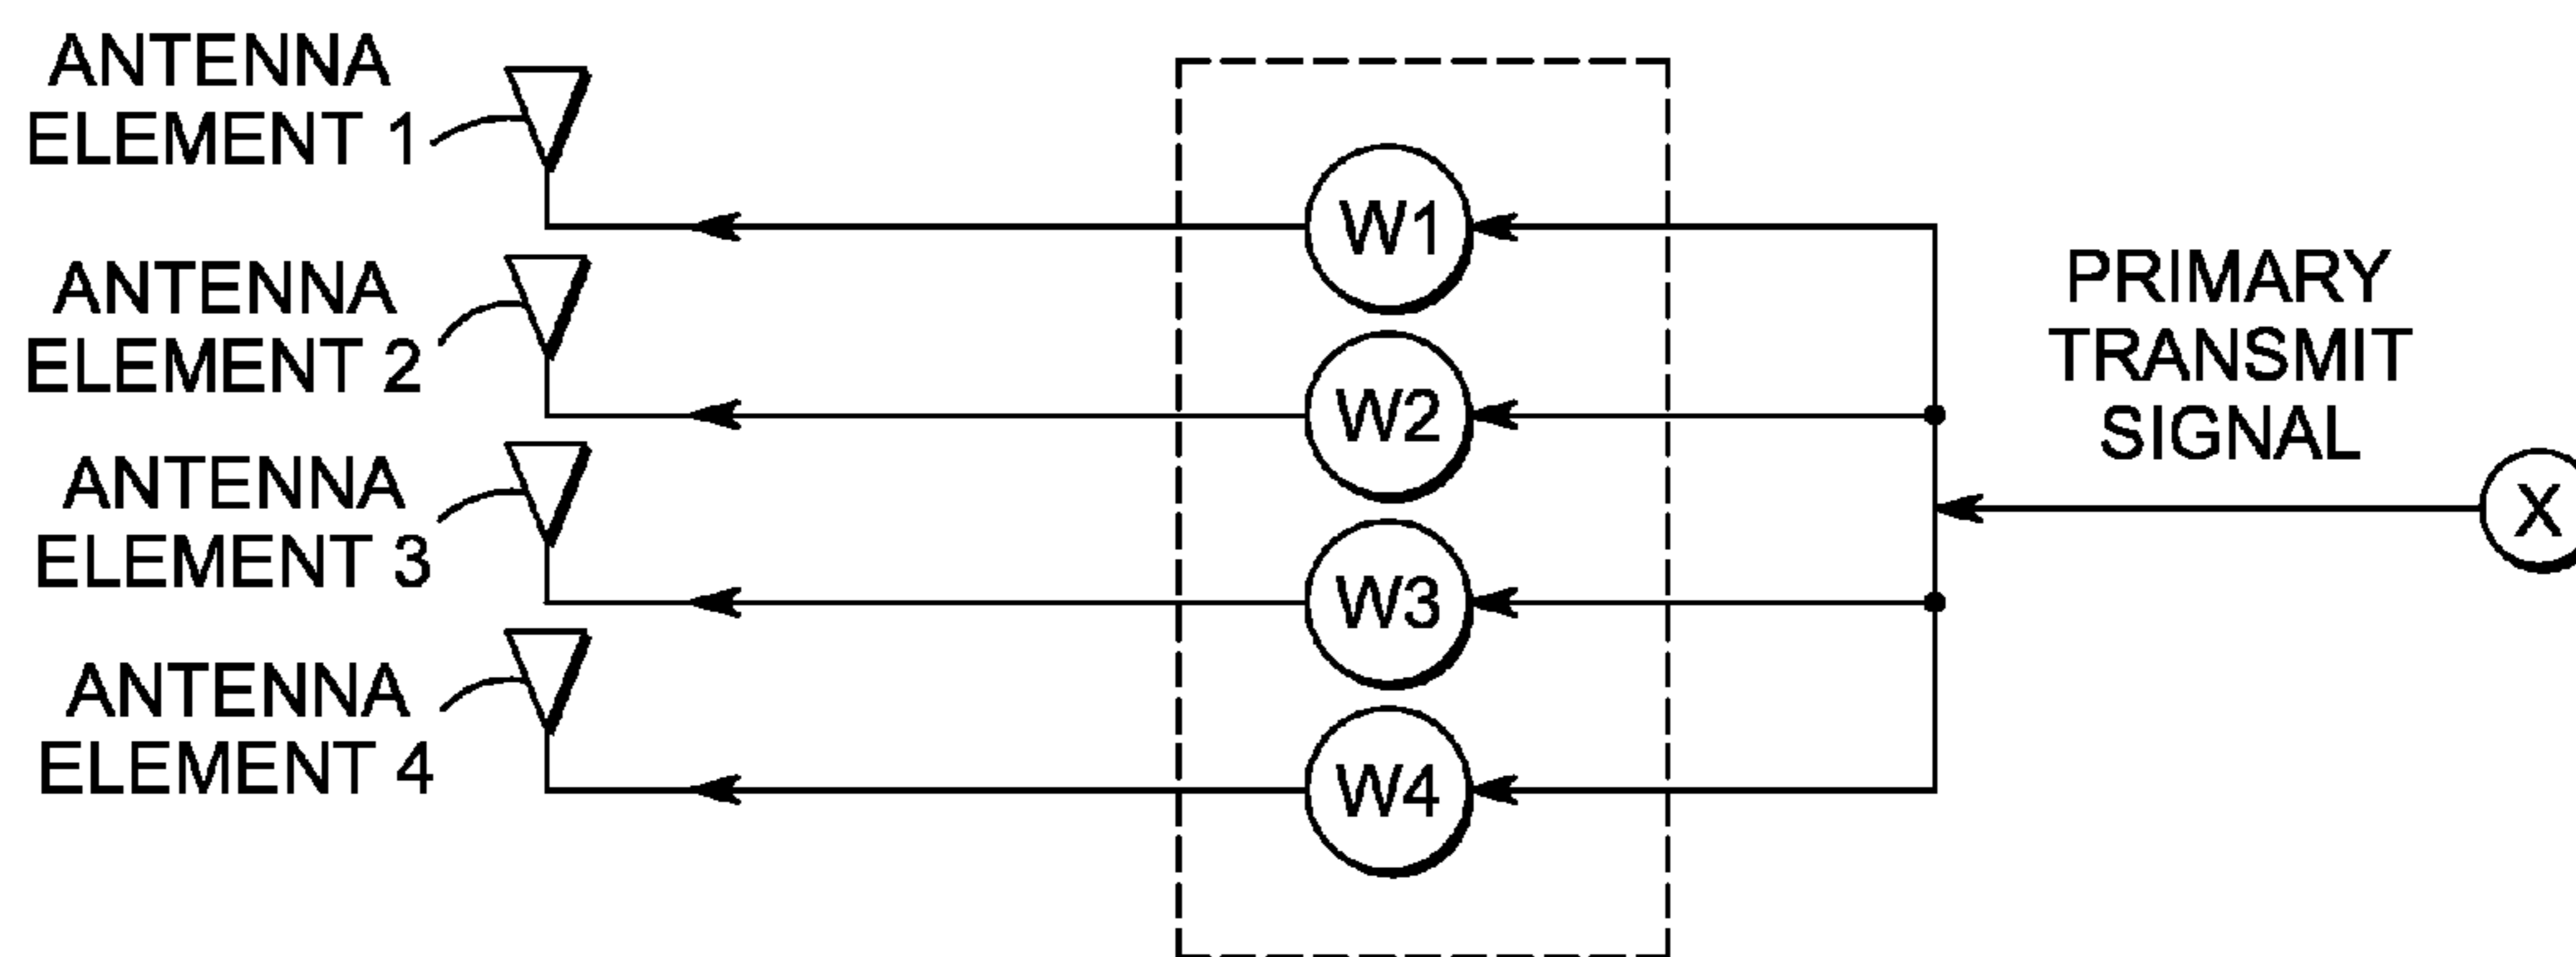 ANTENNA
ELEMENT 1
ANTENNA
ELEMENT 2
ANTENNA
ELEMENT 3
ANTENNA
ELEMENT 4
W1
W2
W3
W4
PRIMARY
TRANSMIT
SIGNAL
X